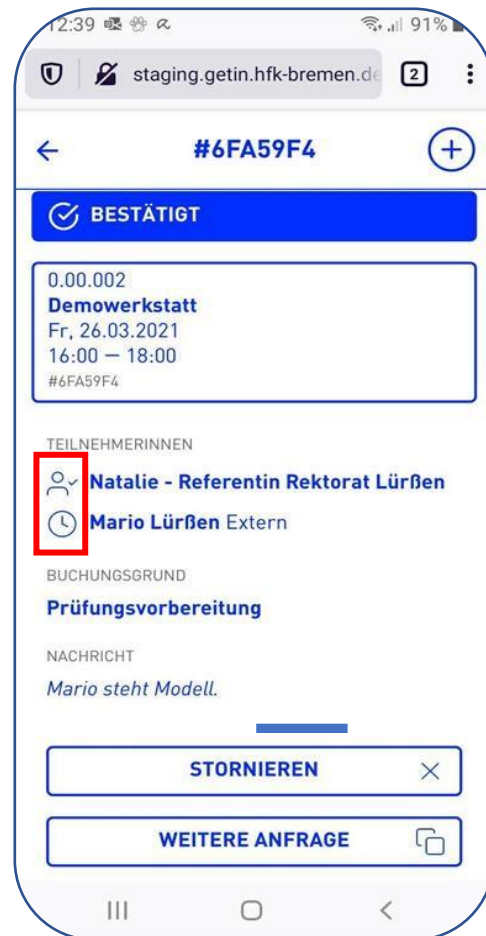 12:39 91%
staging.getin.hfk-bremen.de 2
#6FA59F4
BESTÄTIGT
0.00.002
Demowerkstatt
Fr, 26.03.2021
16:00 — 18:00
#6FA59F4
TEILNEHMERINNEN
Natalie - Referentin Rektorat Lürßen
Mario Lürßen Extern
BUCHUNGSGRUND
Prüfungsvorbereitung
NACHRICHT
Mario steht Modell.
STORNIEREN
WEITERE ANFRAGE